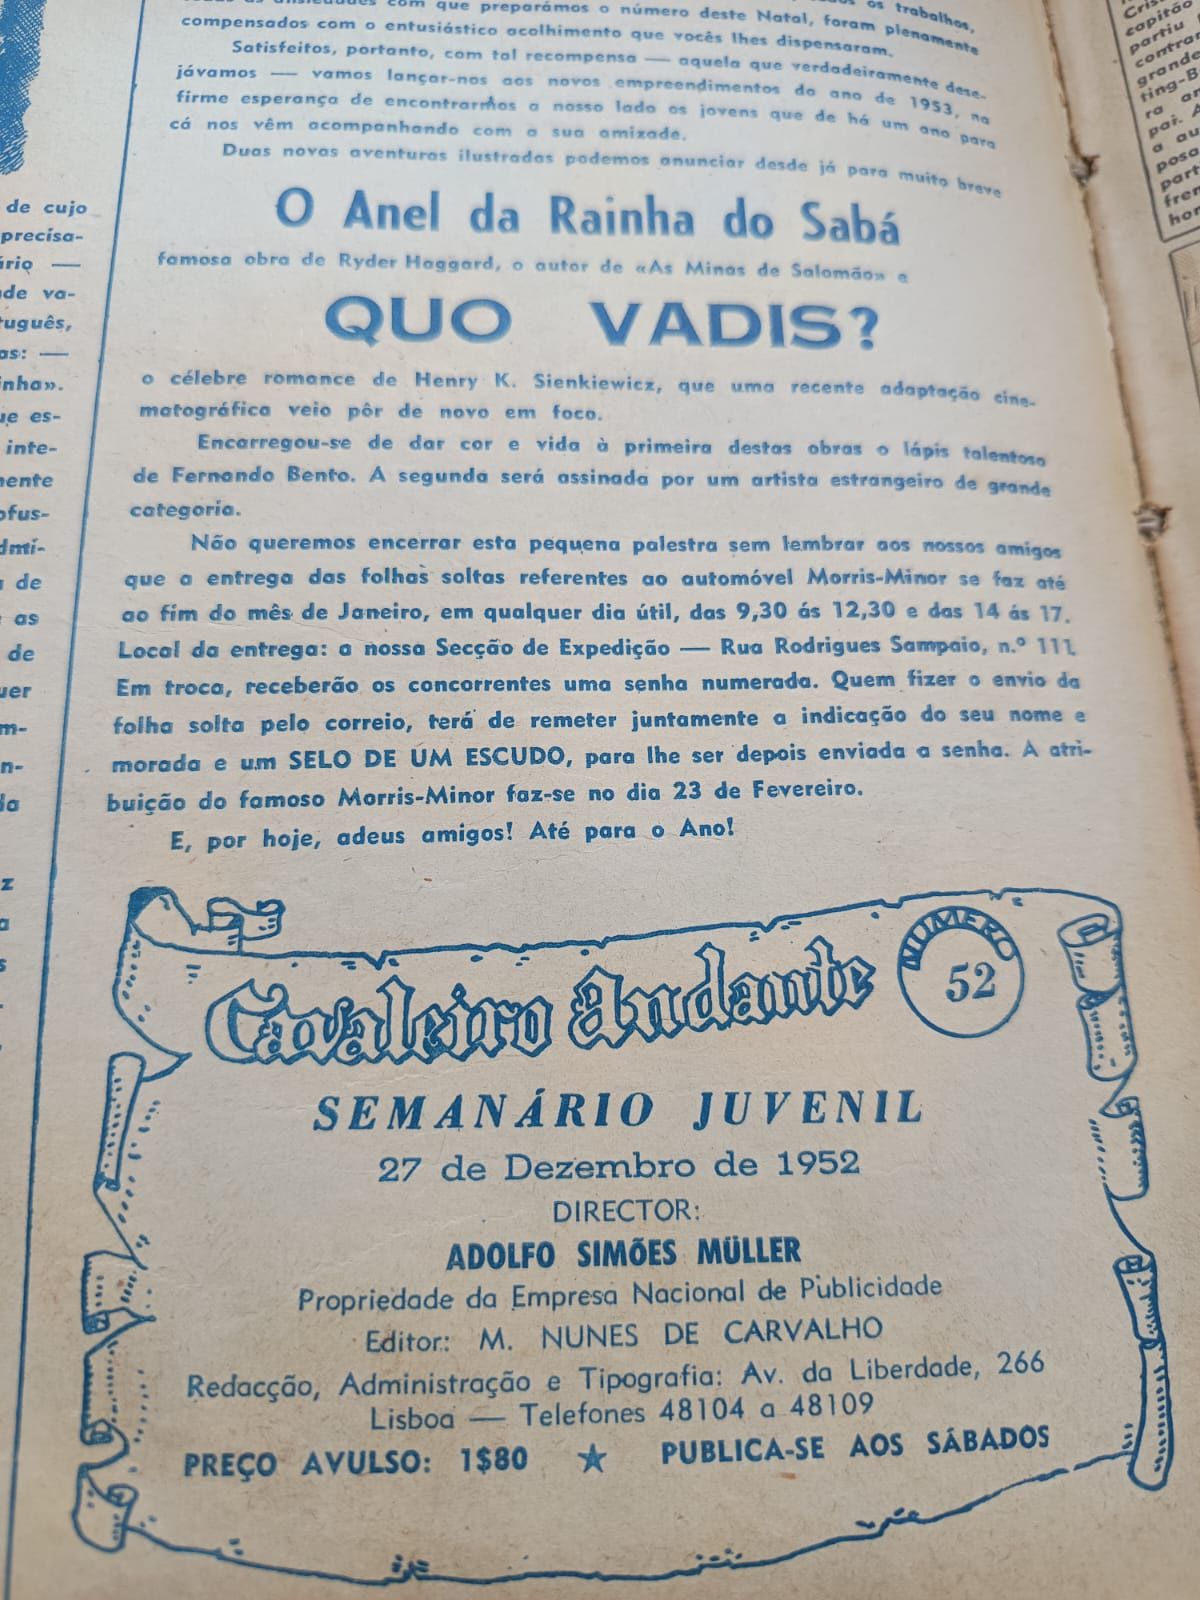 com que preparámos o número deste Natal, foram plenamente
compensados com o entusiástico acolhimento que vocês lhes dispensaram.
Satisfeitos, portanto, com tal recompensa — aquela que verdadeiramente dese-
jávamos — vamos lançar-nos aos novos empreendimentos do ano de 1953, na
firme esperança de encontrarmos a nosso lado os jovens que de há um ano para
cá nos vêm acompanhando com a sua amizade.
Duas novas aventuras ilustradas podemos anunciar desde já para muito breve
O Anel da Rainha do Sabá
famosa obra de Ryder Haggard, o autor de «As Minas de Salomão» e
QUO VADIS?
o célebre romance de Henry K. Sienkiewicz, que uma recente adaptação cine-
matográfica veio pôr de novo em foco.
Encarregou-se de dar cor e vida à primeira destas obras o lápis talentoso
de Fernando Bento. A segunda será assinada por um artista estrangeiro de grande
categoria.
Não queremos encerrar esta pequena palestra sem lembrar aos nossos amigos
que a entrega das folhas soltas referentes ao automóvel Morris-Minor se faz até
ao fim do mês de Janeiro, em qualquer dia útil, das 9,30 ás 12,30 e das 14 ás 17.
Local da entrega: a nossa Secção de Expedição — Rua Rodrigues Sampaio, n.º 111
Em troca, receberão os concorrentes uma senha numerada. Quem fizer o envio da
folha solta pelo correio, terá de remeter juntamente a indicação do seu nome e
morada e um SELO DE UM ESCUDO, para lhe ser depois enviada a senha. A atri-
buição do famoso Morris-Minor faz-se no dia 23 de Fevereiro.
E, por hoje, adeus amigos! Até para o Ano!
Cavaleiro Andante
NÚMERO 52
SEMANÁRIO JUVENIL
27 de Dezembro de 1952
DIRECTOR:
ADOLFO SIMÕES MÜLLER
Propriedade da Empresa Nacional de Publicidade
Editor: M. NUNES DE CARVALHO
Redacção, Administração e Tipografia: Av. da Liberdade, 266
Lisboa — Telefones 48104 a 48109
PREÇO AVULSO: 1$80 ★ PUBLICA-SE AOS SÁBADOS